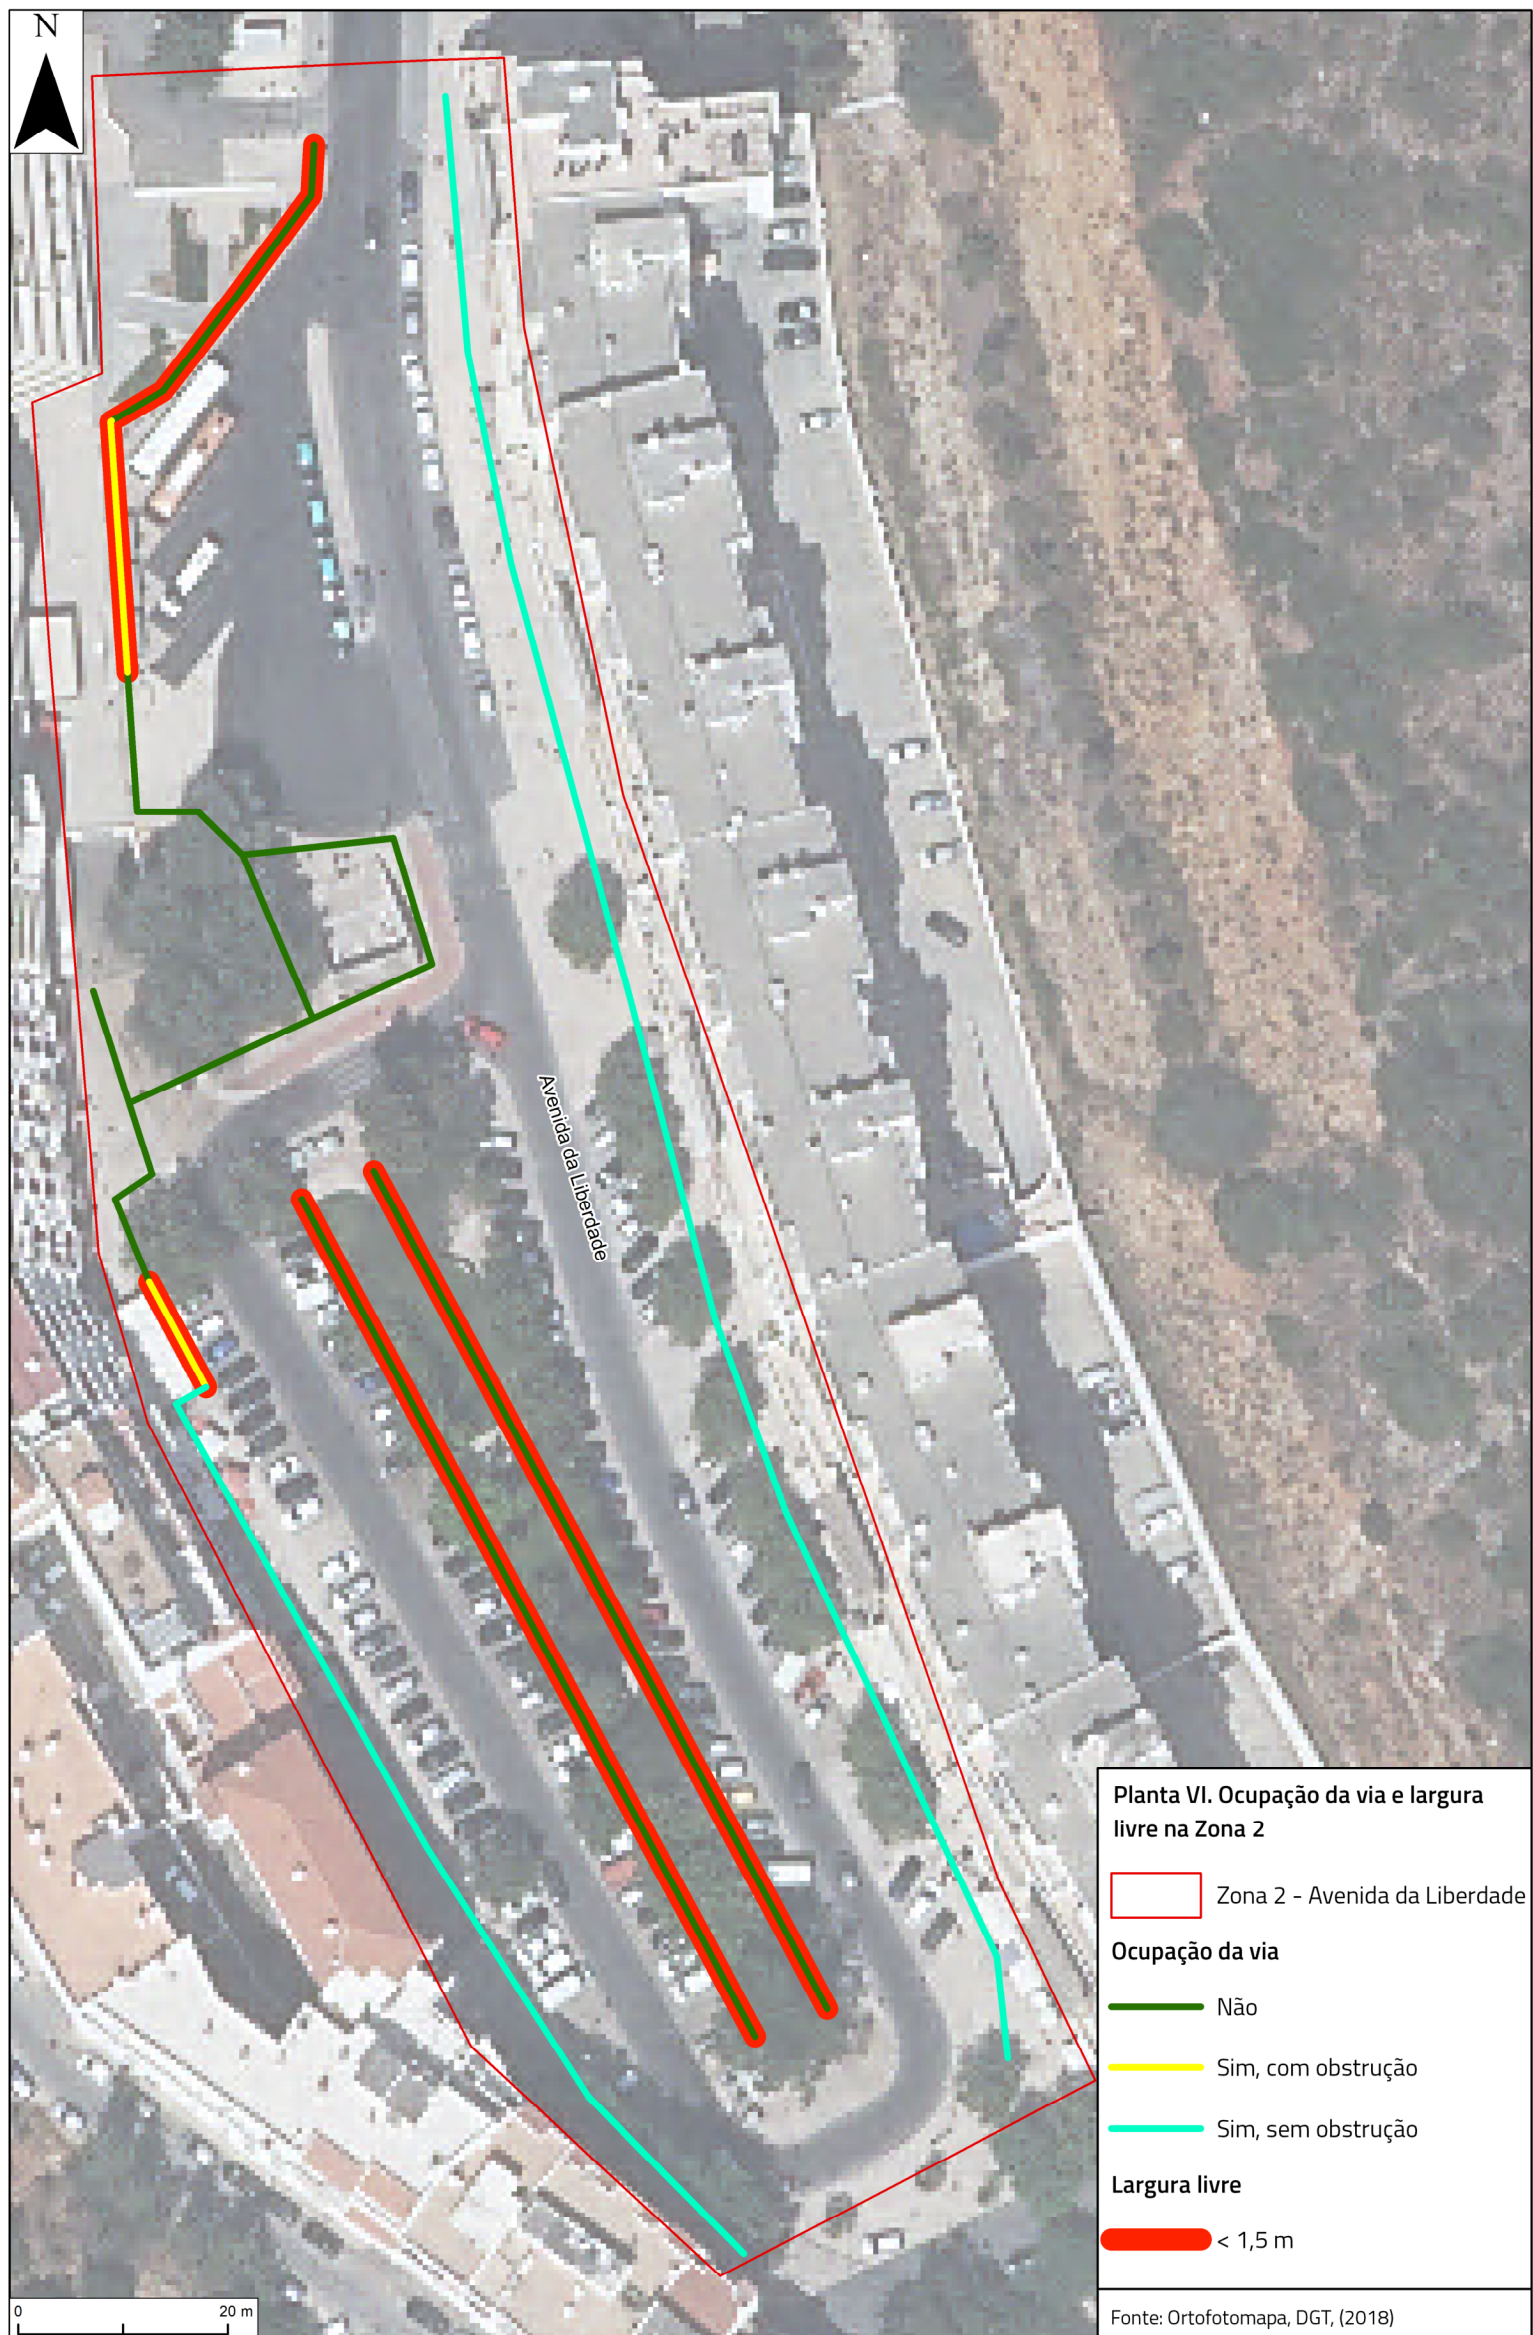 N
Avenida da Liberdade
Planta VI. Ocupação da via e largura
livre na Zona 2
Zona 2 - Avenida da Liberdade
Ocupação da via
Não
Sim, com obstrução
Sim, sem obstrução
Largura livre
< 1,5 m
Fonte: Ortofotomapa, DGT, (2018)
0 20 m